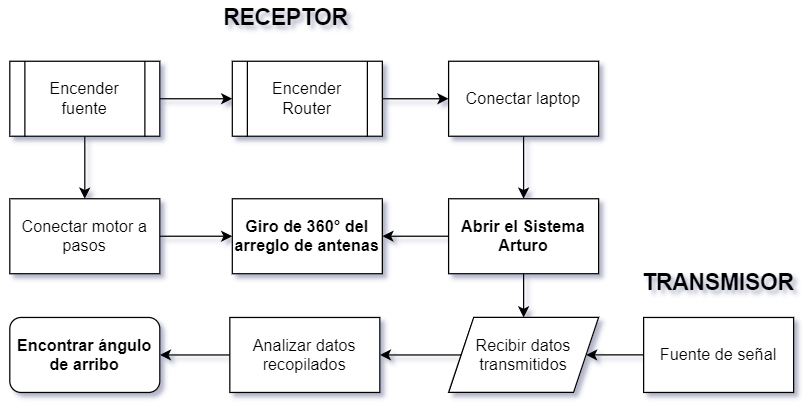 RECEPTOR
Encender
fuente
Encender
Router
Conectar laptop
Conectar motor a
pasos
Giro de 360° del
arreglo de antenas
Abrir el Sistema
Arturo
TRANSMISOR
Encontrar ángulo
de arribo
Analizar datos
recopilados
Recibir datos
transmitidos
Fuente de señal